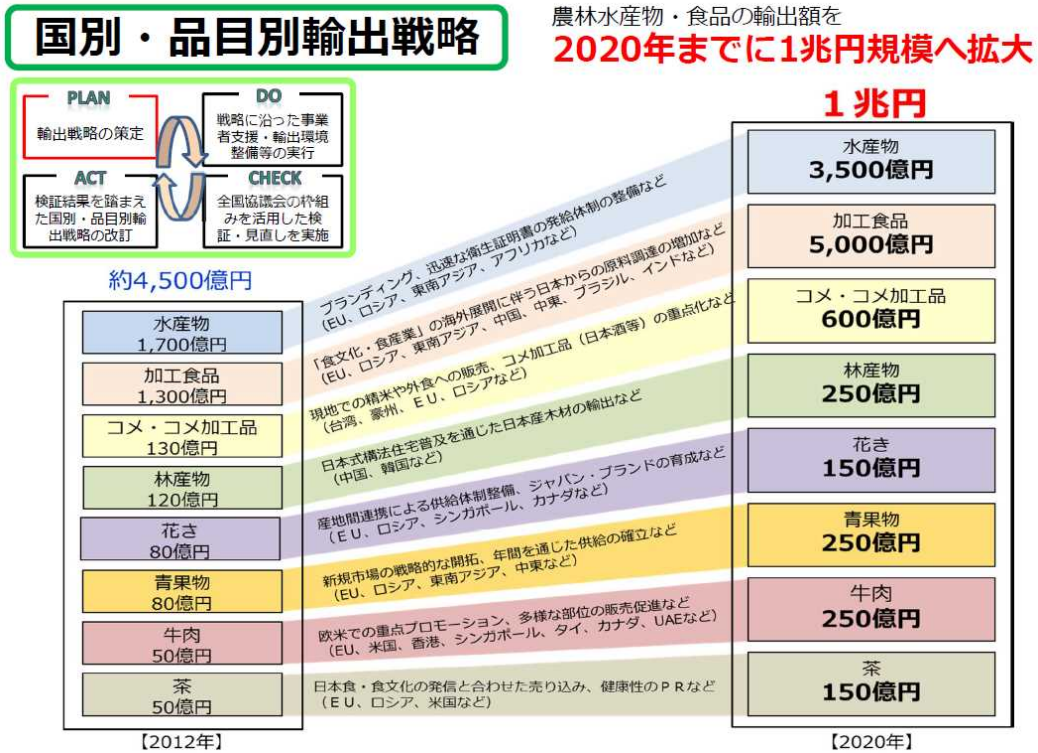 国別・品目別輸出戦略
農林水産物・食品の輸出額を
2020年までに1兆円規模へ拡大
PLAN
輸出戦略の策定
DO
戦略に沿った事業
者支援・輸出環境
整備等の実行
ACT
検証結果を踏まえ
た国別・品目別輸
出戦略の改訂
CHECK
全国協議会の枠組
みを活用した検
証・見直しを実施
約4,500億円
水産物
1,700億円
加工食品
1,300億円
コメ・コメ加工品
130億円
林産物
120億円
花き
80億円
青果物
80億円
牛肉
50億円
茶
50億円
【2012年】
ブランディング、迅速な衛生証明書の発給体制の整備など
(EU、ロシア、東南アジア、アフリカなど)
「食文化・食産業」の海外展開に伴う日本からの原料調達の増加など
(EU、ロシア、東南アジア、中国、中東、ブラジル、インドなど)
現地での精米や外食への販売、コメ加工品(日本酒等)の重点化など
(台湾、豪州、EU、ロシアなど)
日本式構法住宅普及を通じた日本産木材の輸出など
(中国、韓国など)
産地間連携による供給体制整備、ジャパン・ブランドの育成など
(EU、ロシア、シンガポール、カナダなど)
新規市場の戦略的な開拓、年間を通じた供給の確立など
(EU、ロシア、東南アジア、中東など)
欧米での重点プロモーション、多様な部位の販売促進など
(EU、米国、香港、シンガポール、タイ、カナダ、UAEなど)
日本食・食文化の発信と合わせた売り込み、健康性のPRなど
(EU、ロシア、米国など)
1兆円
水産物
3,500億円
加工食品
5,000億円
コメ・コメ加工品
600億円
林産物
250億円
花き
150億円
青果物
250億円
牛肉
250億円
茶
150億円
【2020年】